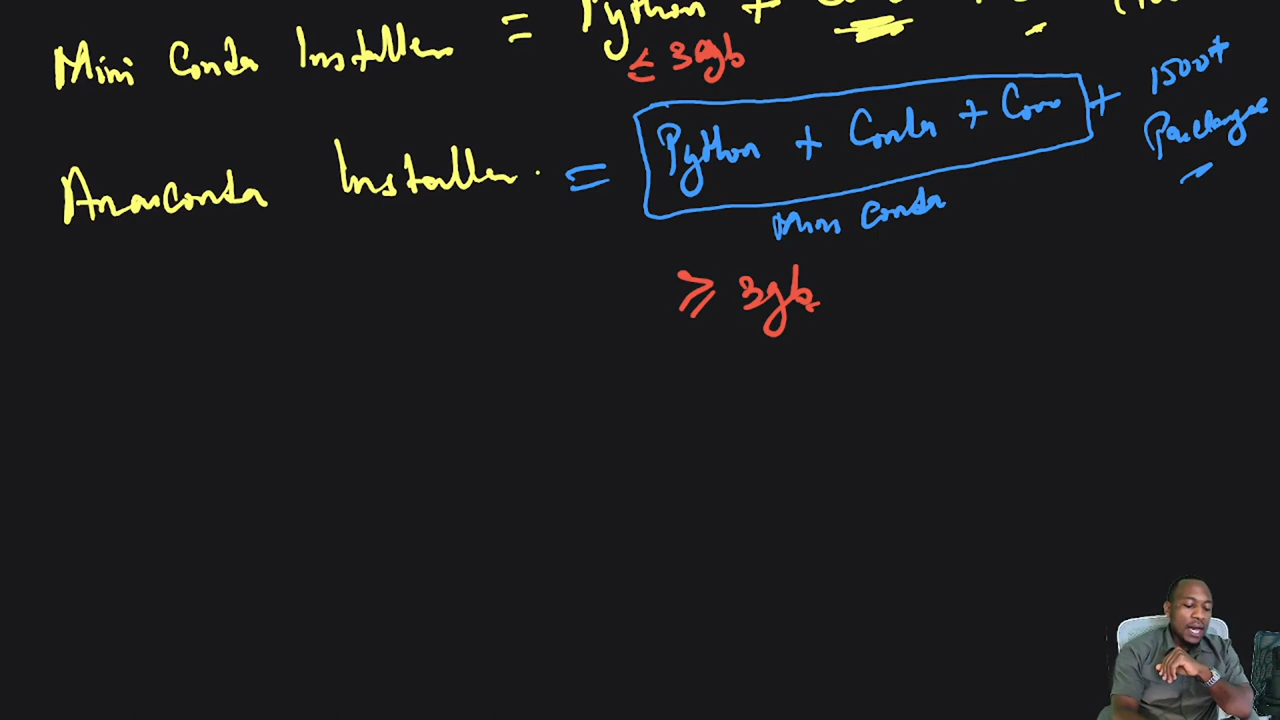 Mini Conda Installer = Python +
≤ 3gb
Anaconda Installer = Python + Conda + Core + 1500+ Packages
Mini Conda
≥ 3gb